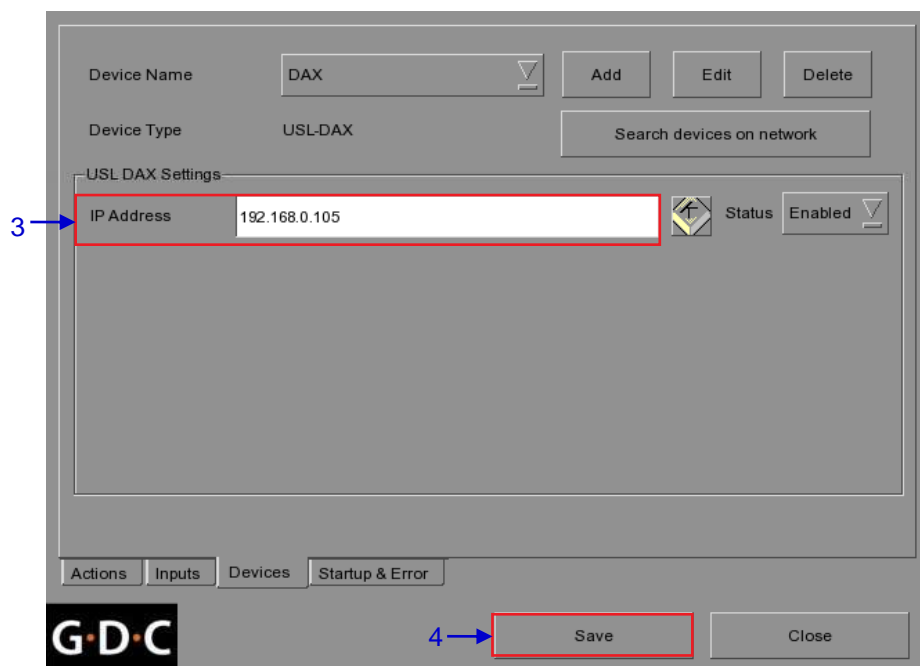 Device Name DAX Add Edit Delete
Device Type USL-DAX Search devices on network
USL DAX Settings
3 IP Address 192.168.0.105 Status Enabled
Actions Inputs Devices Startup & Error
G·D·C 4 Save Close